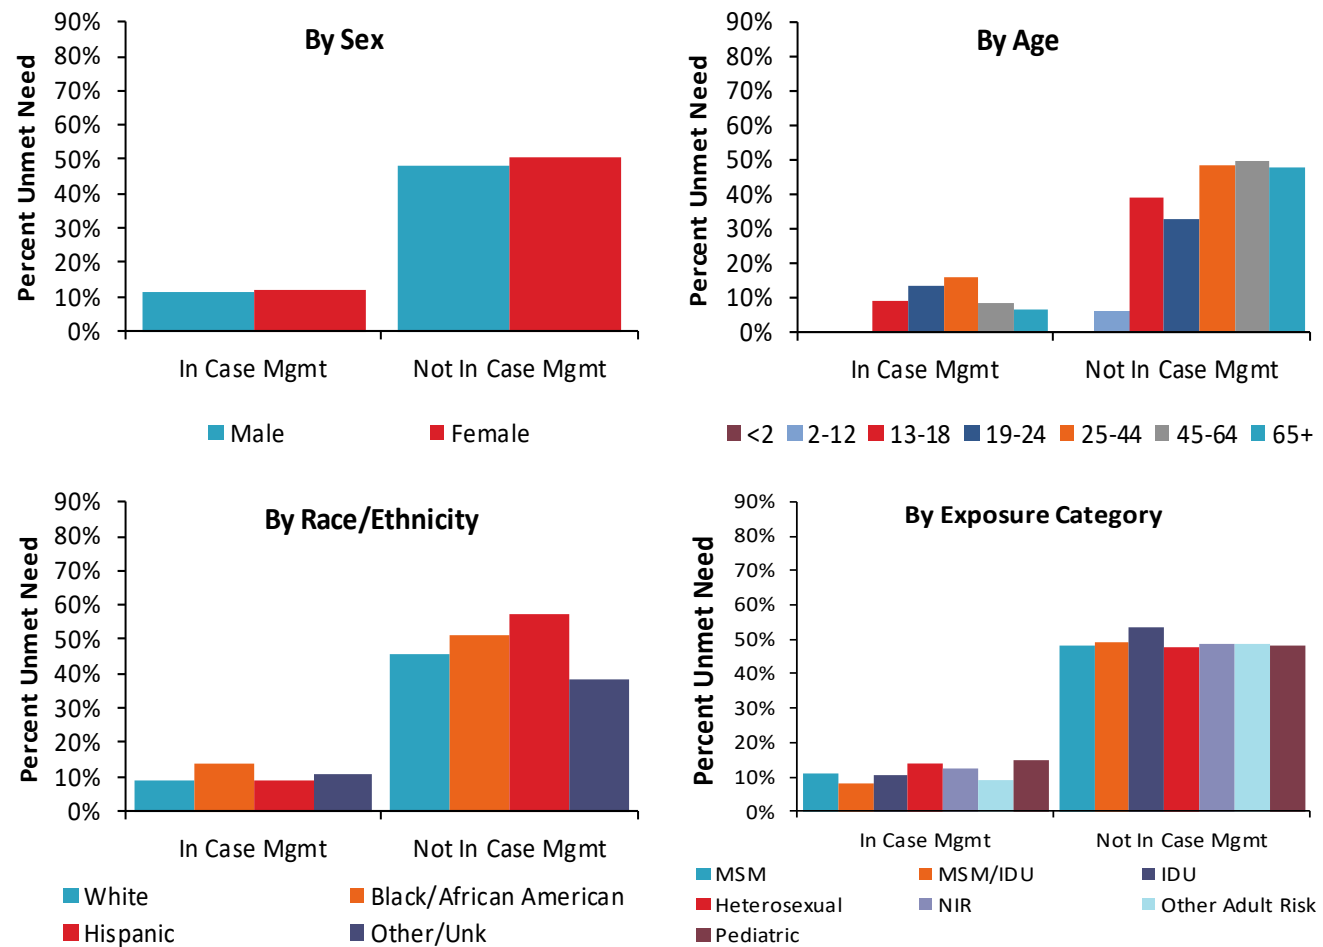 By Sex
Percent Unmet Need
90%
80%
70%
60%
50%
40%
30%
20%
10%
0%
In Case Mgmt Not In Case Mgmt
Male Female
By Age
Percent Unmet Need
90%
80%
70%
60%
50%
40%
30%
20%
10%
0%
In Case Mgmt Not In Case Mgmt
<2 2-12 13-18 19-24 25-44 45-64 65+
By Race/Ethnicity
Percent Unmet Need
90%
80%
70%
60%
50%
40%
30%
20%
10%
0%
In Case Mgmt Not In Case Mgmt
White Black/African American
Hispanic Other/Unk
By Exposure Category
Percent Unmet Need
90%
80%
70%
60%
50%
40%
30%
20%
10%
0%
In Case Mgmt Not In Case Mgmt
MSM MSM/IDU IDU
Heterosexual NIR Other Adult Risk
Pediatric